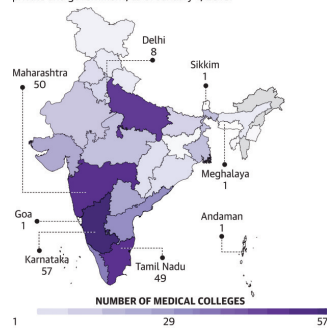 Delhi
8
Sikkim
1
Maharashtra
50
Meghalaya
1
Goa
1
Andaman
1
Karnataka
57
Tamil Nadu
49
NUMBER OF MEDICAL COLLEGES
1 29 57